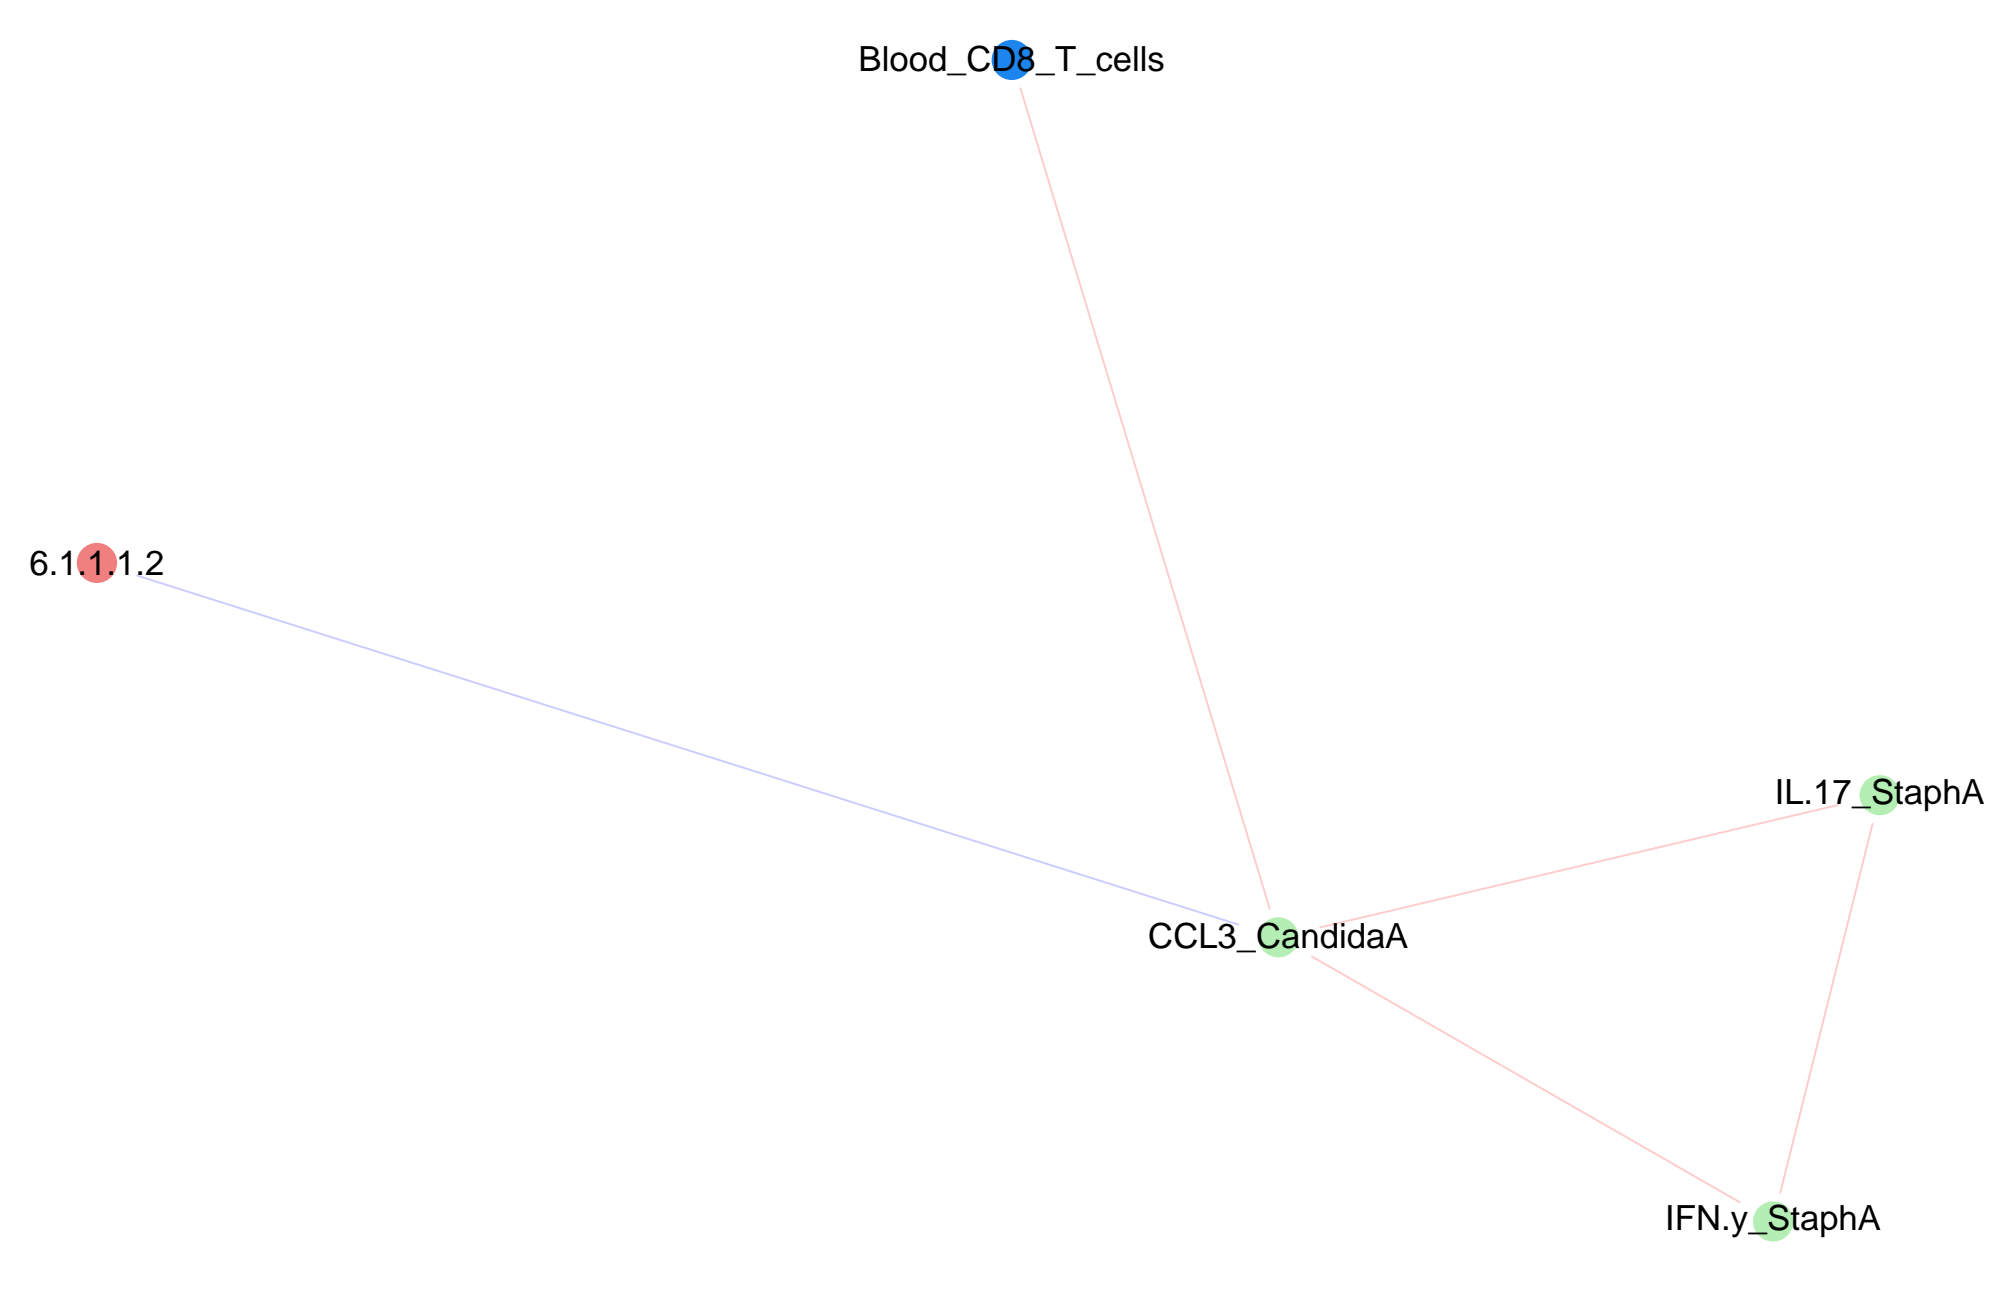 Blood_CD8_T_cells
6.1.1.1.2
IL.17_StaphA
CCL3_CandidaA
IFN.y_StaphA